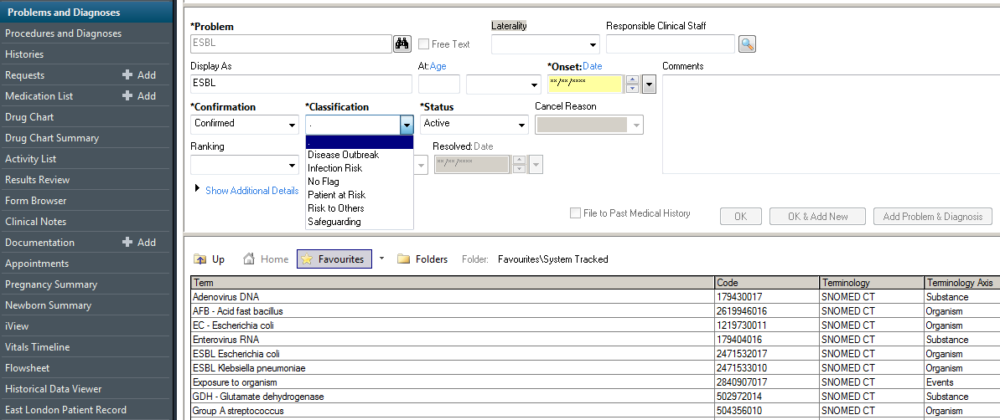 Problems and Diagnoses
Procedures and Diagnoses
Histories
Requests Add
Medication List Add
Drug Chart
Drug Chart Summary
Activity List
Results Review
Form Browser
Clinical Notes
Documentation Add
Appointments
Pregnancy Summary
Newborn Summary
iView
Vitals Timeline
Flowsheet
Historical Data Viewer
East London Patient Record
*Problem Laterality Responsible Clinical Staff
ESBL Free Text
Display As At: Age *Onset: Date Comments
ESBL **/**/****
*Confirmation *Classification *Status Cancel Reason
Confirmed . Active
.
Ranking Resolved: Date
**/**/****
Disease Outbreak
Infection Risk
No Flag
Patient at Risk
Risk to Others
Safeguarding
Show Additional Details
File to Past Medical History OK OK & Add New Add Problem & Diagnosis
Up Home Favourites Folders Folder: Favourites\System Tracked
Term Code Terminology Terminology Axis
Adenovirus DNA 179430017 SNOMED CT Substance
AFB - Acid fast bacillus 2619946016 SNOMED CT Organism
EC - Escherichia coli 1219730011 SNOMED CT Organism
Enterovirus RNA 179404016 SNOMED CT Substance
ESBL Escherichia coli 2471532017 SNOMED CT Organism
ESBL Klebsiella pneumoniae 2471533010 SNOMED CT Organism
Exposure to organism 2840907017 SNOMED CT Events
GDH - Glutamate dehydrogenase 502972014 SNOMED CT Substance
Group A streptococcus 504356010 SNOMED CT Organism